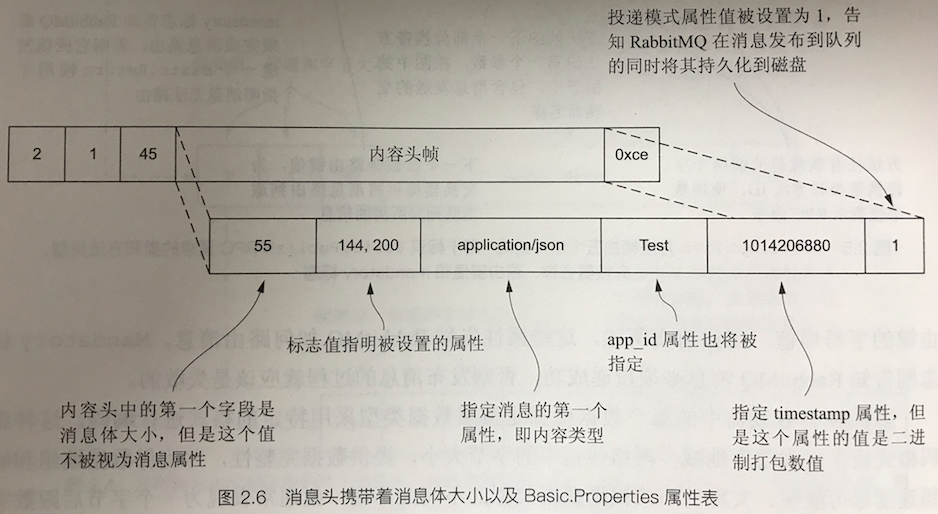 投递模式属性值被设置为 1，告
知 RabbitMQ 在消息发布到队列
的同时将其持久化到磁盘
2 1 45 内容头帧 0xce
55 144, 200 application/json Test 1014206880 1
标志值指明被设置的属性
app_id 属性也将被
指定
内容头中的第一个字段是
消息体大小，但是这个值
不被视为消息属性
指定消息的第一个
属性，即内容类型
指定 timestamp 属性，但
是这个属性的值是二进
制打包数值
图 2.6 消息头携带着消息体大小以及 Basic.Properties 属性表